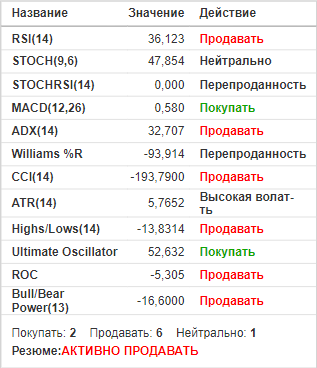 Название Значение Действие
RSI(14) 36,123 Продавать
STOCH(9,6) 47,854 Нейтрально
STOCHRSI(14) 0,000 Перепроданность
MACD(12,26) 0,580 Покупать
ADX(14) 32,707 Продавать
Williams %R -93,914 Перепроданность
CCI(14) -193,7900 Продавать
ATR(14) 5,7652 Высокая волат-
ть
Highs/Lows(14) -13,8314 Продавать
Ultimate Oscillator 52,632 Покупать
ROC -5,305 Продавать
Bull/Bear
Power(13) -16,6000 Продавать
Покупать: 2 Продавать: 6 Нейтрально: 1
Резюме:АКТИВНО ПРОДАВАТЬ